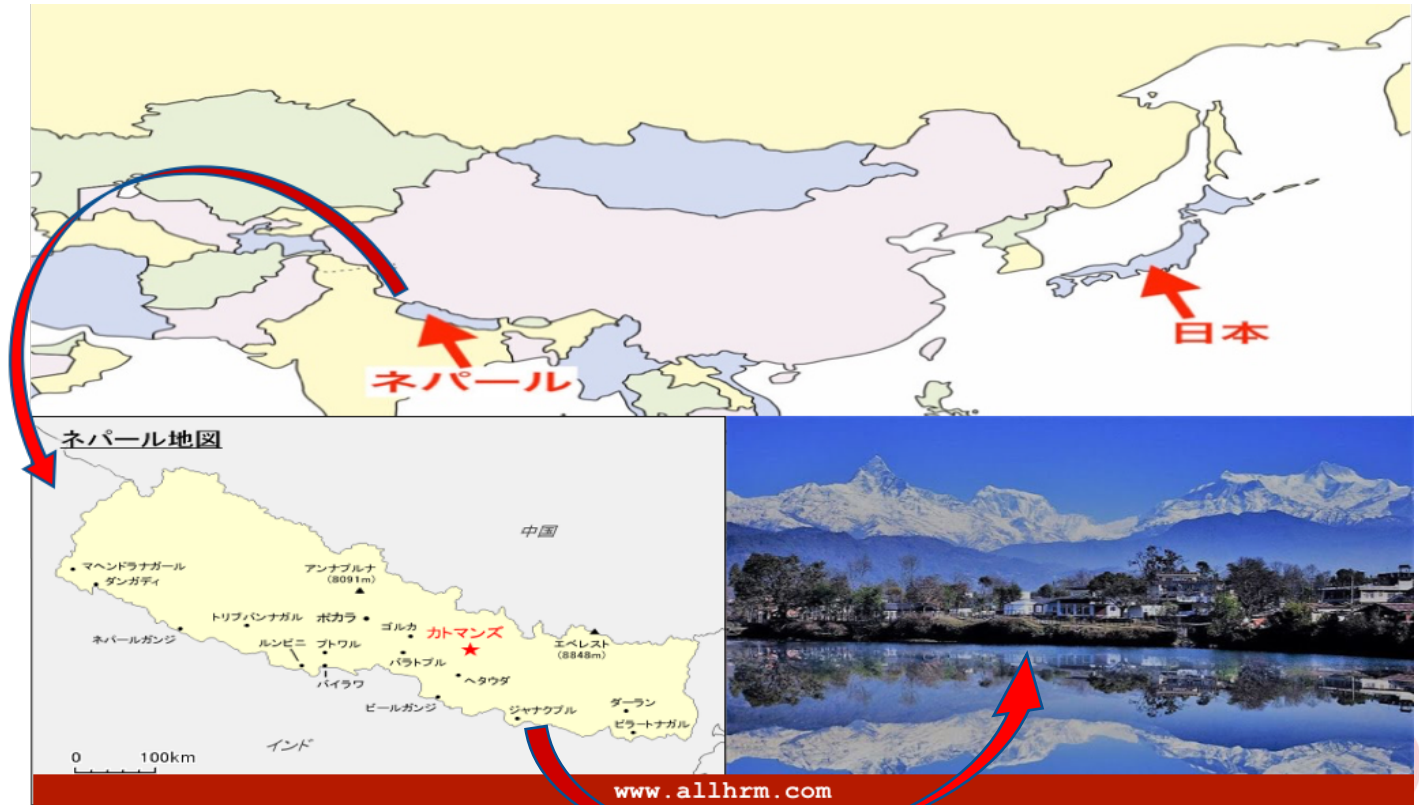 日本
ネパール
ネパール地図
中国
マヘンドラナガール
ダンガディ
アンナプルナ
(8091m)
トリブバンナガル
ポカラ
ゴルカ
カトマンズ
ネパールガンジ
ルンビニ
ブトワル
エベレスト
(8848m)
バラトプル
バイラワ
ヘタウダ
ビールガンジ
ジャナクプル
ダーラン
ビラートナガル
インド
0 100km
www.allhrm.com